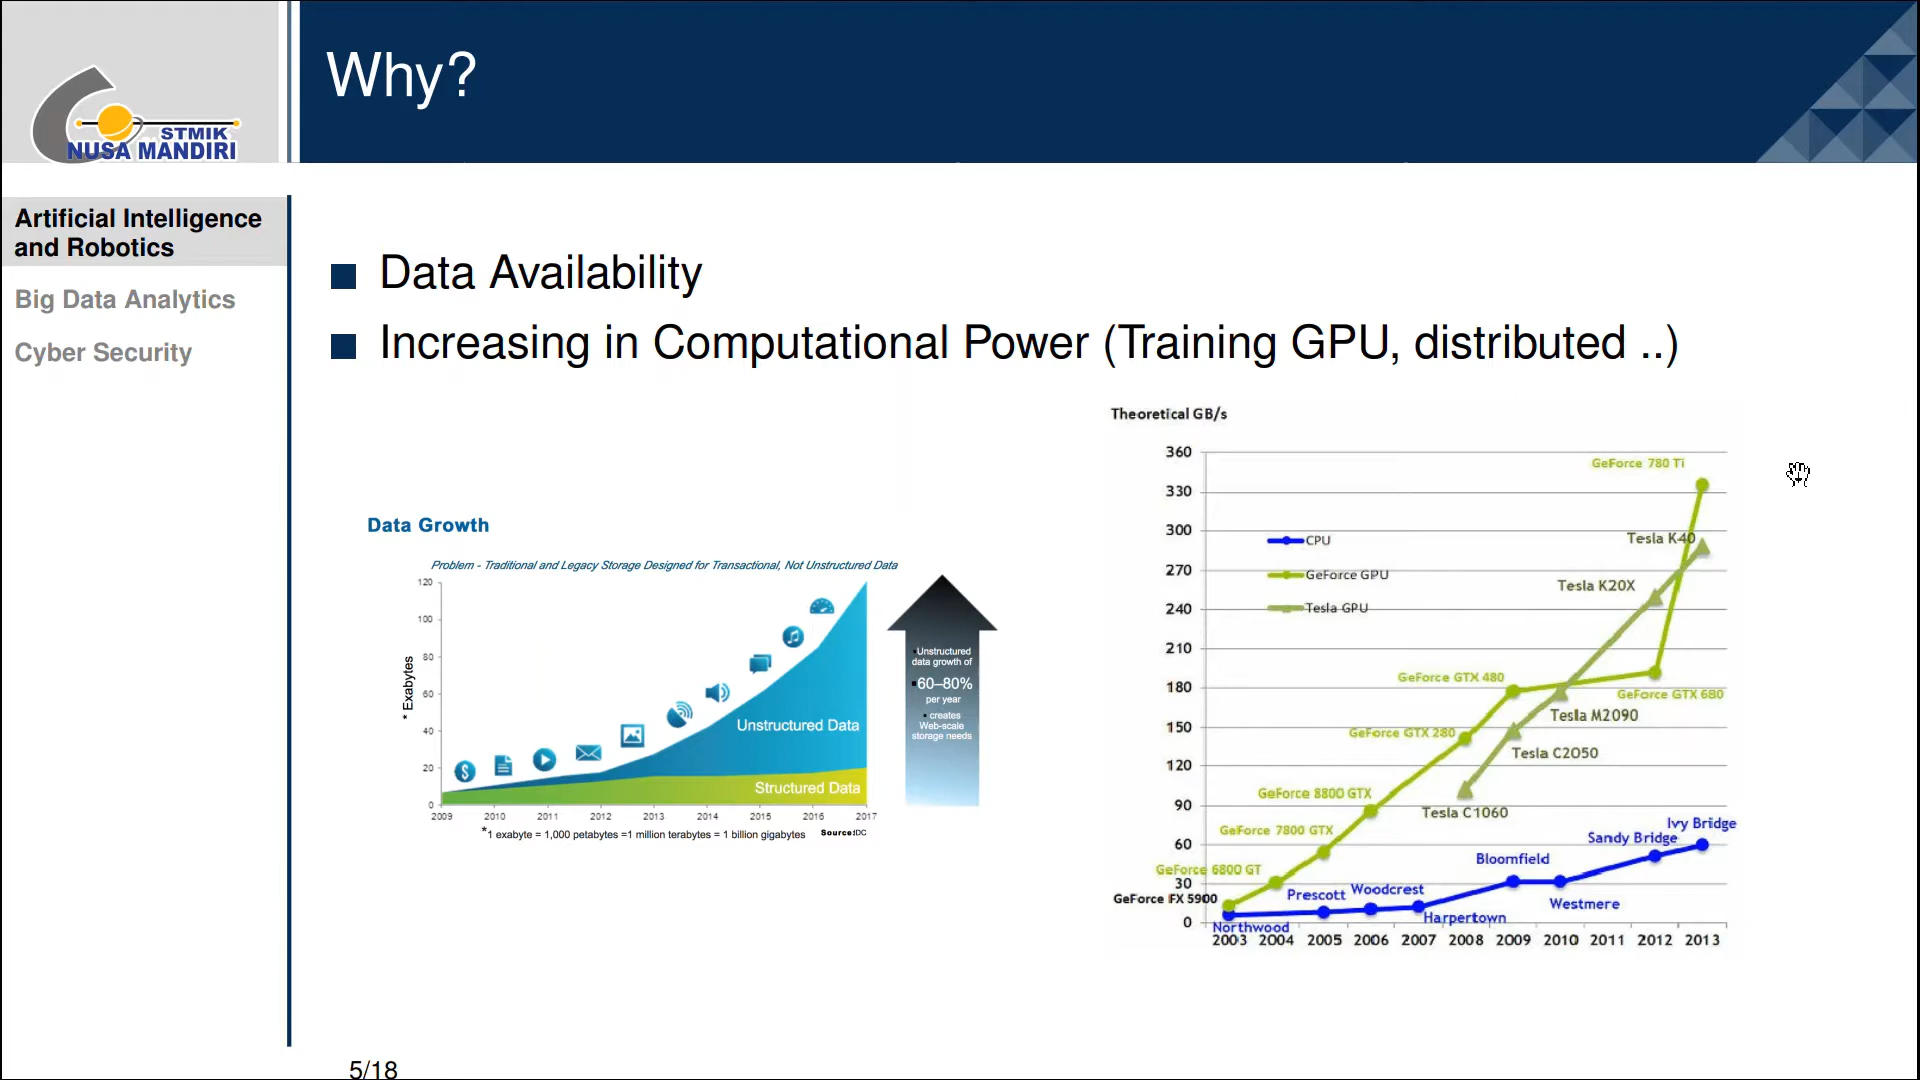 Why?
STMIK
NUSA MANDIRI
Artificial Intelligence
and Robotics
Big Data Analytics
Cyber Security
Data Availability
Increasing in Computational Power (Training GPU, distributed ..)
Data Growth
Problem - Traditional and Legacy Storage Designed for Transactional, Not Unstructured Data
* Exabytes
120
100
80
60
40
20
0
Unstructured Data
Structured Data
2009 2010 2011 2012 2013 2014 2015 2016 2017
*1 exabyte = 1,000 petabytes =1 million terabytes = 1 billion gigabytes Source:IDC
Unstructured
data growth of
60–80%
per year
creates
Web-scale
storage needs
Theoretical GB/s
360
330
300
270
240
210
180
150
120
90
60
30
0
CPU
GeForce GPU
Tesla GPU
GeForce 780 Ti
Tesla K40
Tesla K20X
GeForce GTX 480
GeForce GTX 680
Tesla M2090
GeForce GTX 280
Tesla C2050
GeForce 8800 GTX
Tesla C1060
GeForce 7800 GTX
Ivy Bridge
Sandy Bridge
Bloomfield
GeForce 6800 GT
Prescott Woodcrest
GeForce FX 5900
Westmere
Harpertown
Northwood
2003 2004 2005 2006 2007 2008 2009 2010 2011 2012 2013
5/18